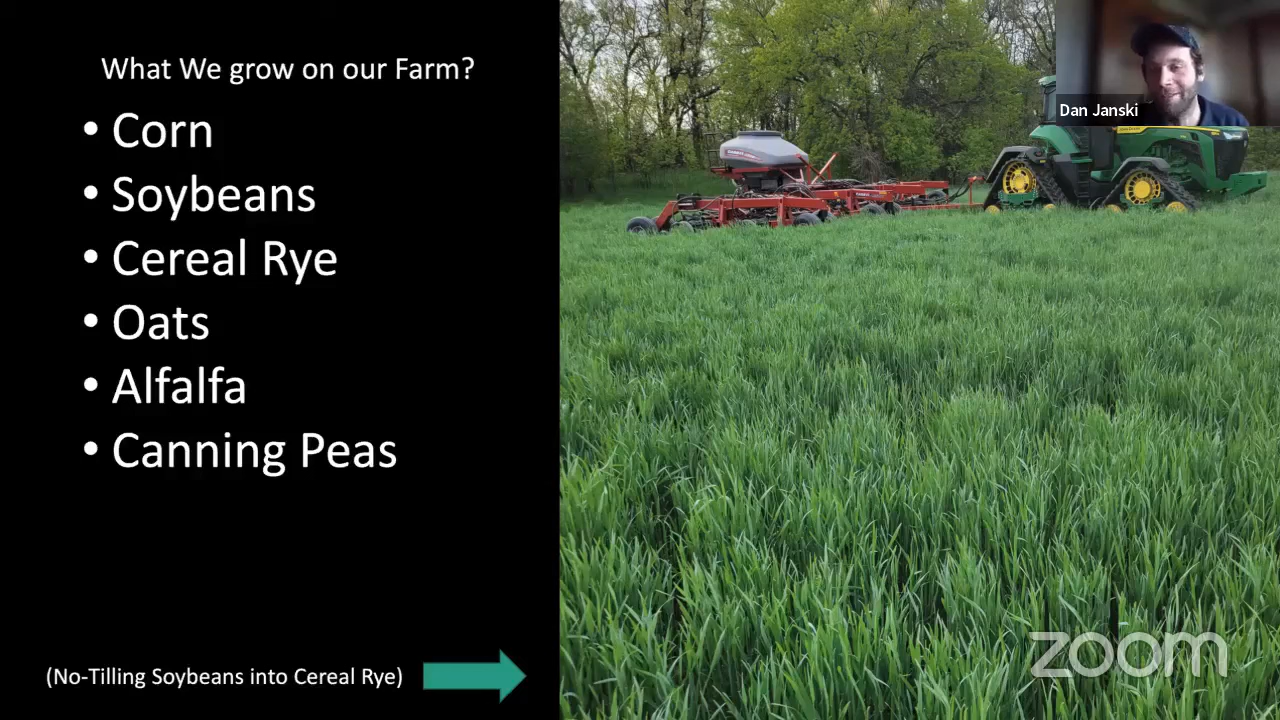 What We grow on our Farm?
• Corn
• Soybeans
• Cereal Rye
• Oats
• Alfalfa
• Canning Peas
(No-Tilling Soybeans into Cereal Rye)
Dan Janski
zoom